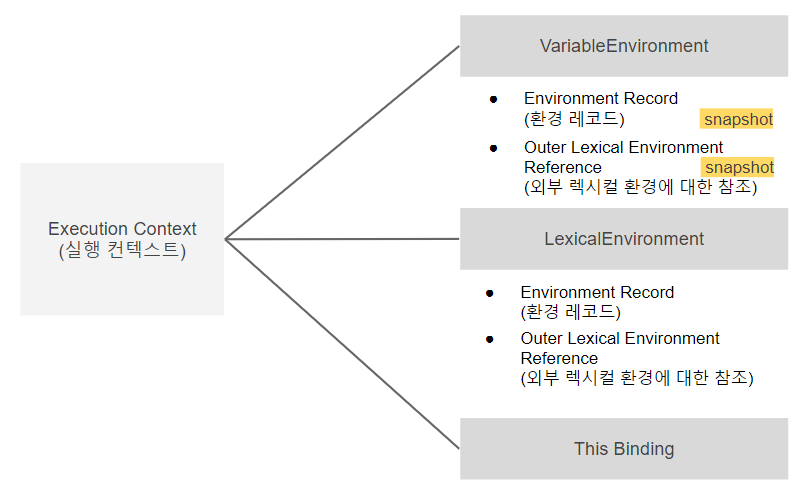 Execution Context
(실행 컨텍스트)
VariableEnvironment
● Environment Record
(환경 레코드) snapshot
● Outer Lexical Environment
Reference snapshot
(외부 렉시컬 환경에 대한 참조)
LexicalEnvironment
● Environment Record
(환경 레코드)
● Outer Lexical Environment
Reference
(외부 렉시컬 환경에 대한 참조)
This Binding